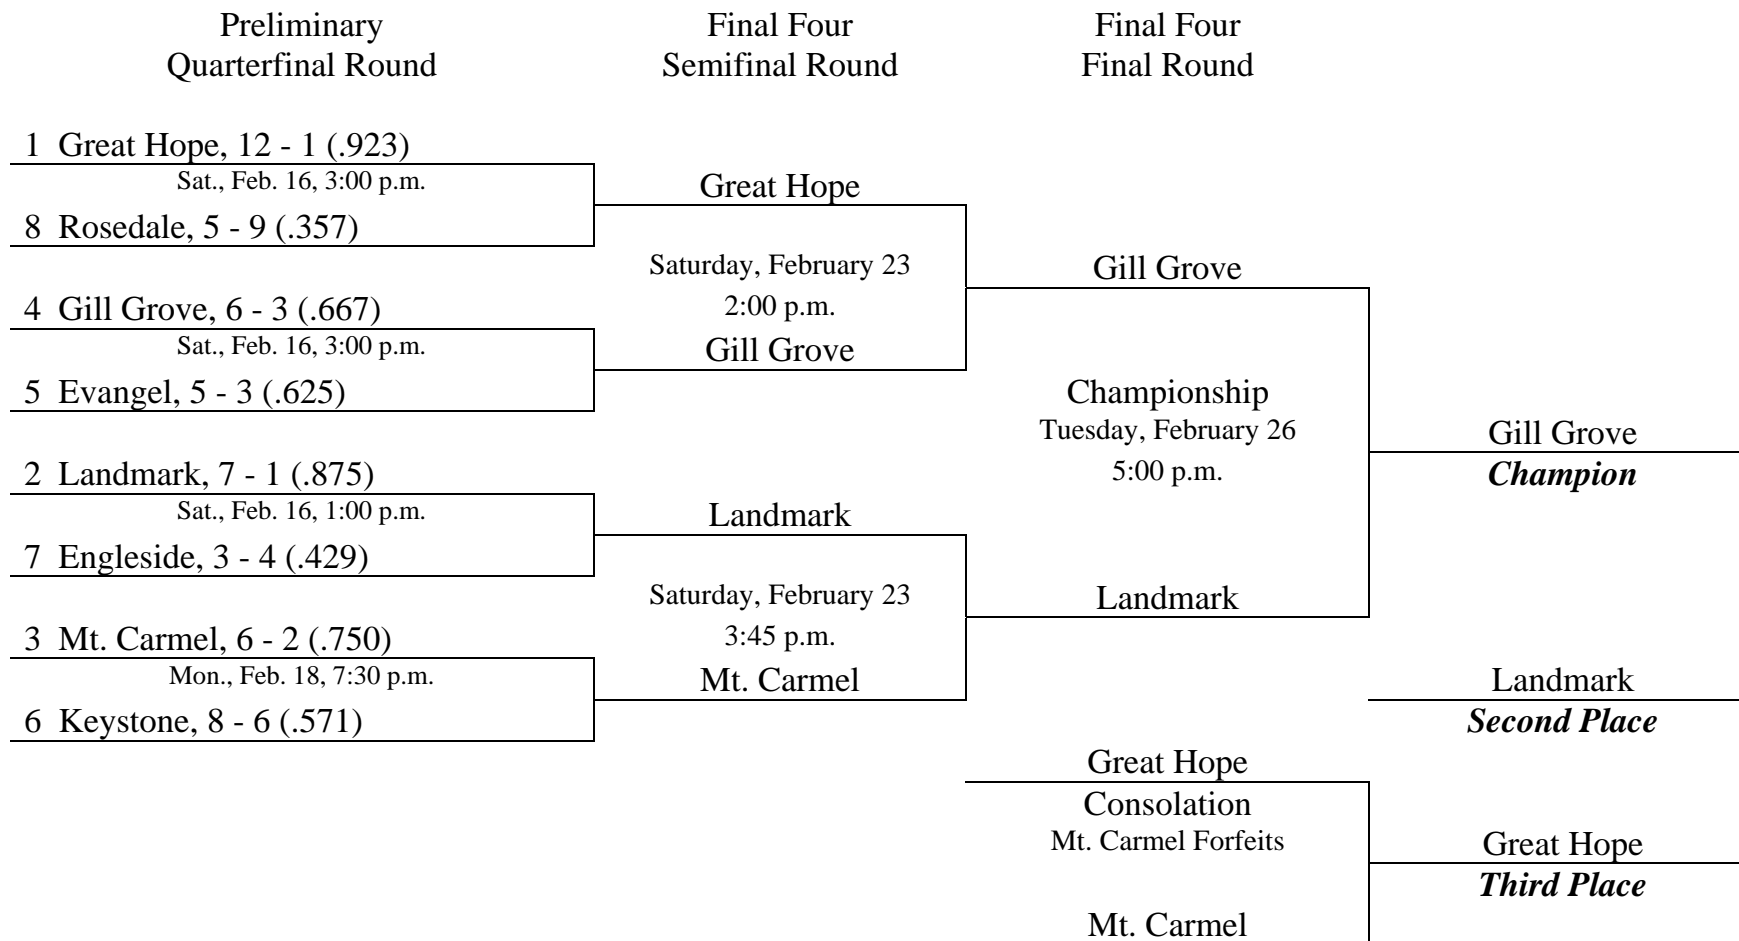 Preliminary
Quarterfinal Round
Final Four
Semifinal Round
Final Four
Final Round
1 Great Hope, 12 - 1 (.923)
Sat., Feb. 16, 3:00 p.m.
8 Rosedale, 5 - 9 (.357)
4 Gill Grove, 6 - 3 (.667)
Sat., Feb. 16, 3:00 p.m.
5 Evangel, 5 - 3 (.625)
2 Landmark, 7 - 1 (.875)
Sat., Feb. 16, 1:00 p.m.
7 Engleside, 3 - 4 (.429)
3 Mt. Carmel, 6 - 2 (.750)
Mon., Feb. 18, 7:30 p.m.
6 Keystone, 8 - 6 (.571)
Great Hope
Saturday, February 23
2:00 p.m.
Gill Grove
Landmark
Saturday, February 23
3:45 p.m.
Mt. Carmel
Gill Grove
Championship
Tuesday, February 26
5:00 p.m.
Landmark
Great Hope
Consolation
Mt. Carmel Forfeits
Mt. Carmel
Gill Grove
Champion
Landmark
Second Place
Great Hope
Third Place